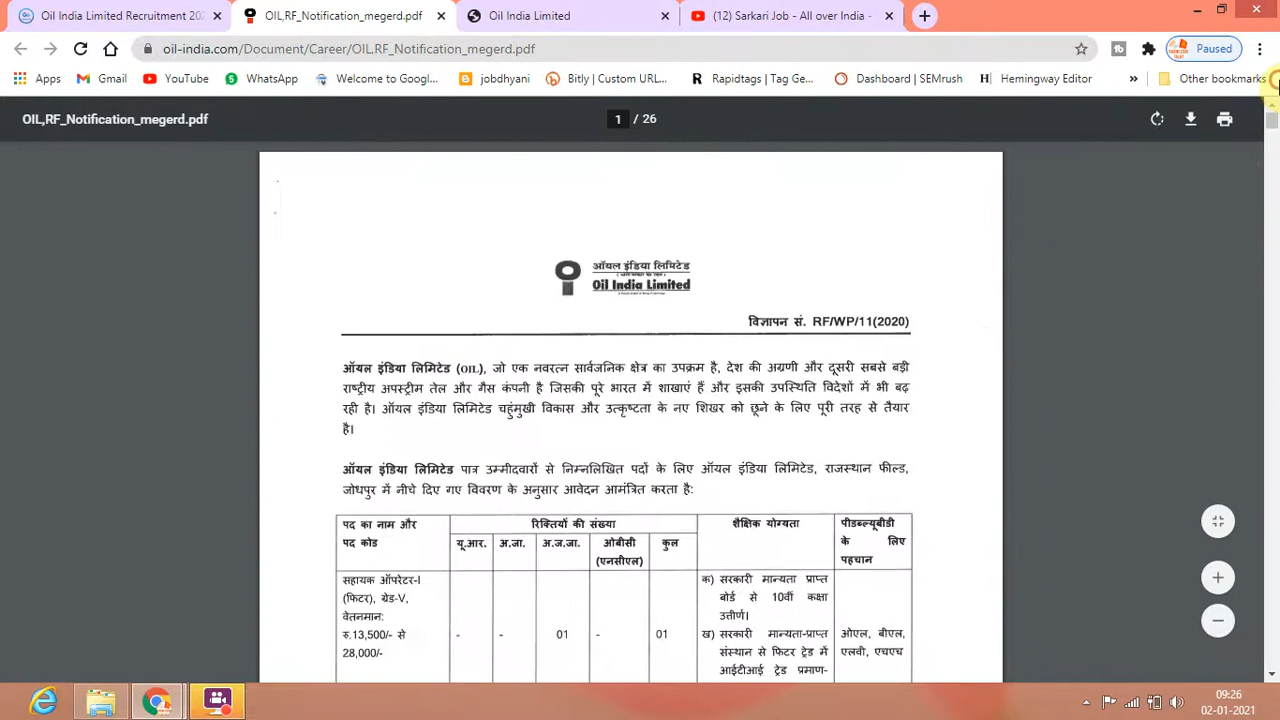 Oil India Limited Recruitment 202
OIL,RF_Notification_megerd.pdf
Oil India Limited
(12) Sarkari Job - All over India -
oil-india.com/Document/Career/OIL,RF_Notification_megerd.pdf
Paused
Apps
Gmail
YouTube
WhatsApp
Welcome to Googl...
jobdhyani
Bitly | Custom URL...
Rapidtags | Tag Ge...
Dashboard | SEMrush
Hemingway Editor
»
Other bookmarks
OIL,RF_Notification_megerd.pdf
1 / 26
ऑयल इंडिया लिमिटेड
Oil India Limited
विज्ञापन सं. RF/WP/11(2020)
ऑयल इंडिया लिमिटेड (OIL), जो एक नवरत्न सार्वजनिक क्षेत्र का उपक्रम है, देश की अग्रणी और दूसरी सबसे बड़ी
राष्ट्रीय अपस्ट्रीम तेल और गैस कंपनी है जिसकी पूरे भारत में शाखाएं हैं और इसकी उपस्थिति विदेशों में भी बढ़
रही है। ऑयल इंडिया लिमिटेड चहुंमुखी विकास और उत्कृष्टता के नए शिखर को छूने के लिए पूरी तरह से तैयार
है।
ऑयल इंडिया लिमिटेड पात्र उम्मीदवारों से निम्नलिखित पदों के लिए ऑयल इंडिया लिमिटेड, राजस्थान फील्ड,
जोधपुर में नीचे दिए गए विवरण के अनुसार आवेदन आमंत्रित करता है:
पद का नाम और
पद कोड
रिक्तियों की संख्या
शैक्षिक योग्यता
पीडब्ल्यूबीडी
के लिए
पहचान
यू.आर.
अ.जा.
अ.ज.जा.
ओबीसी
(एनसीएल)
कुल
सहायक ऑपरेटर-I
(फिटर), ग्रेड-V,
वेतनमान:
रु.13,500/- से
28,000/-
-
-
01
-
01
क) सरकारी मान्यता प्राप्त
बोर्ड से 10वीं कक्षा
उत्तीर्ण।
ख) सरकारी मान्यता-प्राप्त
संस्थान से फिटर ट्रेड में
आईटीआई ट्रेड प्रमाण-
ओएल, बीएल,
एलवी, एचएच
09:26
02-01-2021